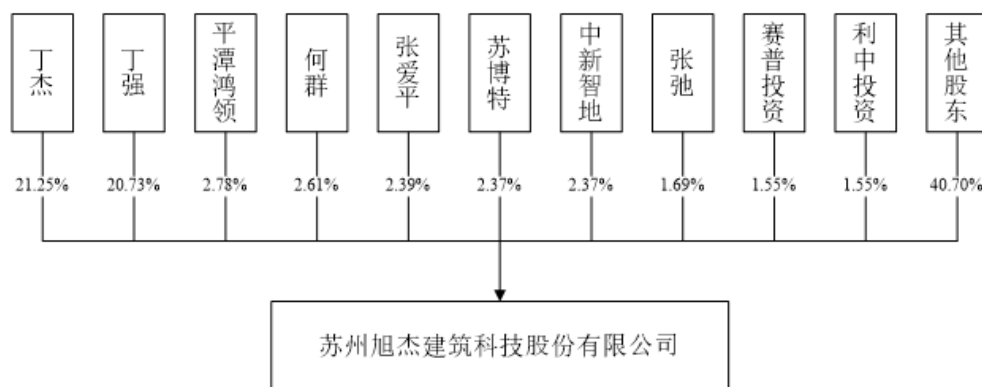 丁杰
丁强
平潭鸿领
何群
张爱平
苏博特
中新智地
张弛
赛普投资
利中投资
其他股东
21.25%
20.73%
2.78%
2.61%
2.39%
2.37%
2.37%
1.69%
1.55%
1.55%
40.70%
苏州旭杰建筑科技股份有限公司